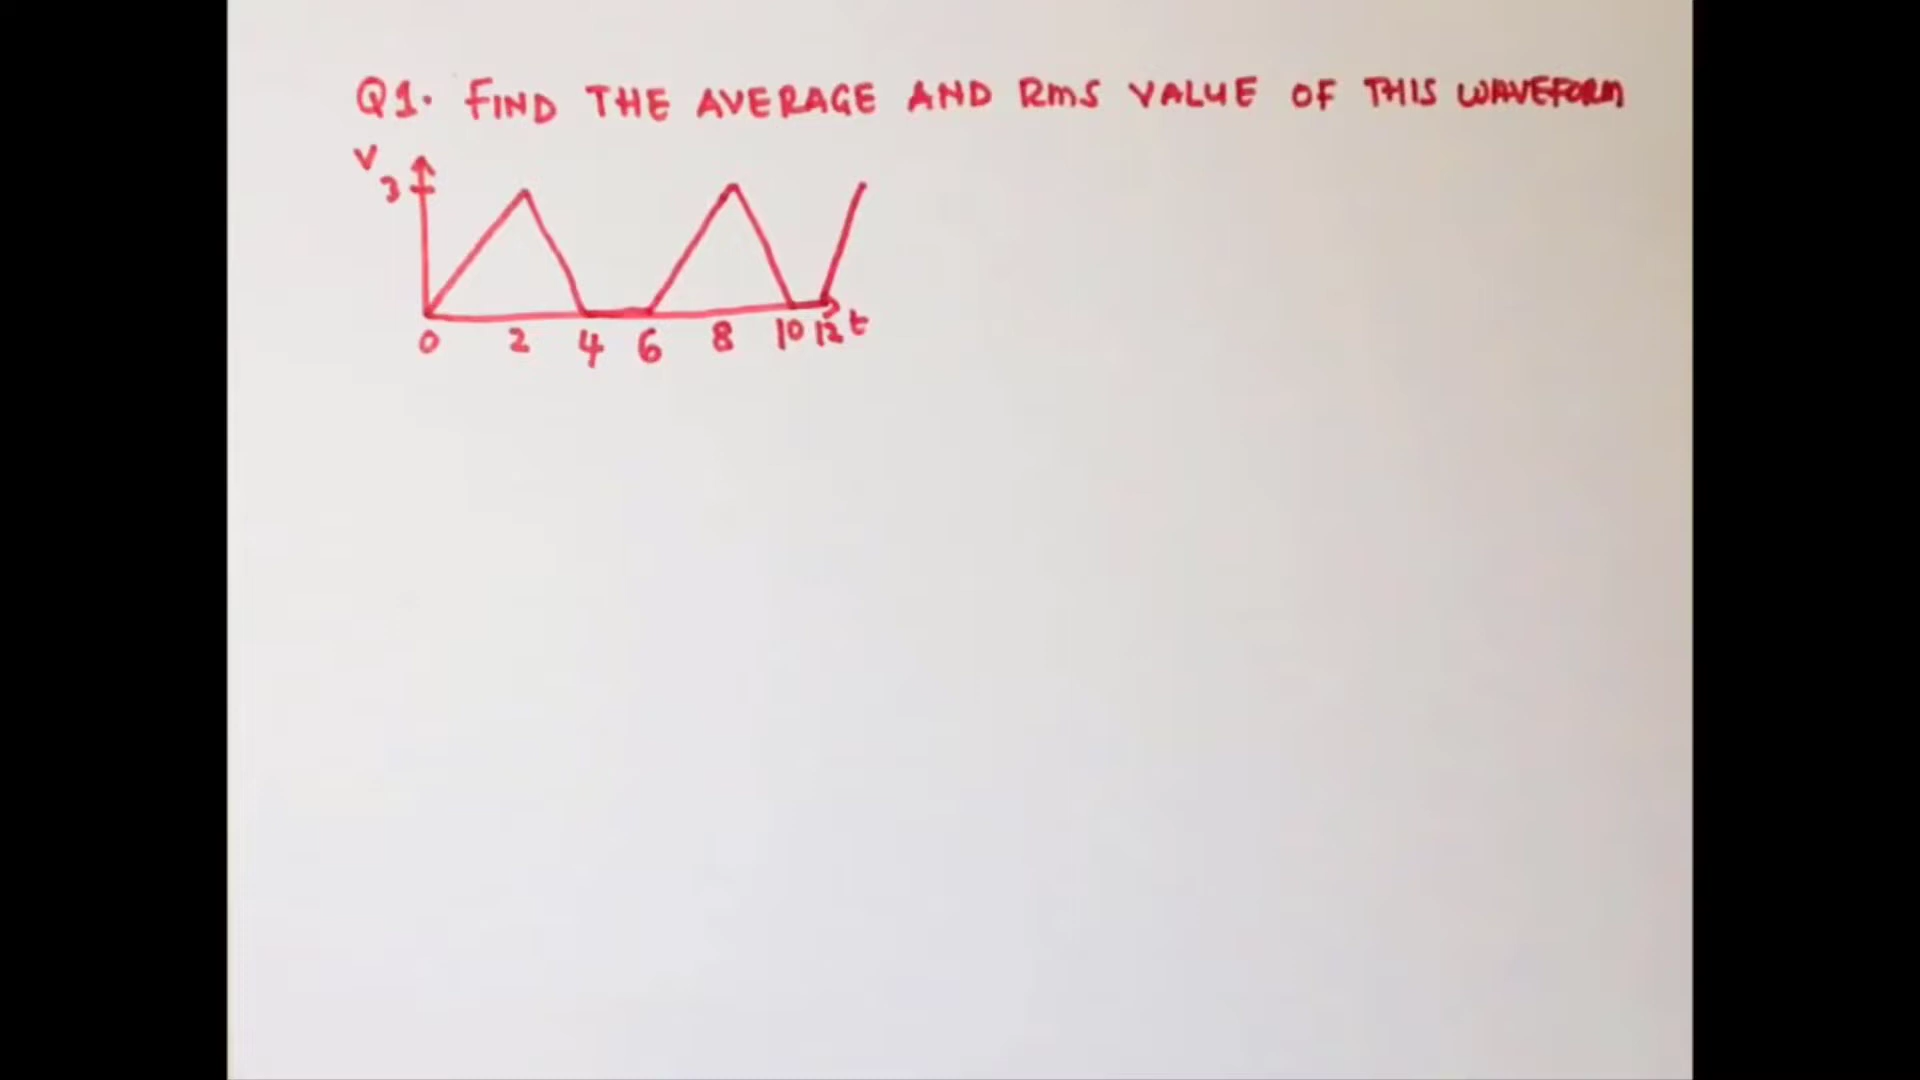 Q1. FIND THE AVERAGE AND RMS VALUE OF THIS WAVEFORM
V
3
0 2 4 6 8 10 12 t